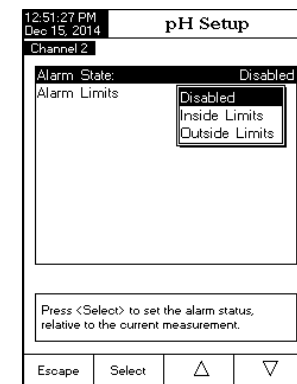 12:51:27 PM
Dec 15, 2014
pH Setup
Channel 2
Alarm State: Disabled
Alarm Limits
Disabled
Inside Limits
Outside Limits
Press <Select> to set the alarm status,
relative to the current measurement.
Escape Select △ ▽